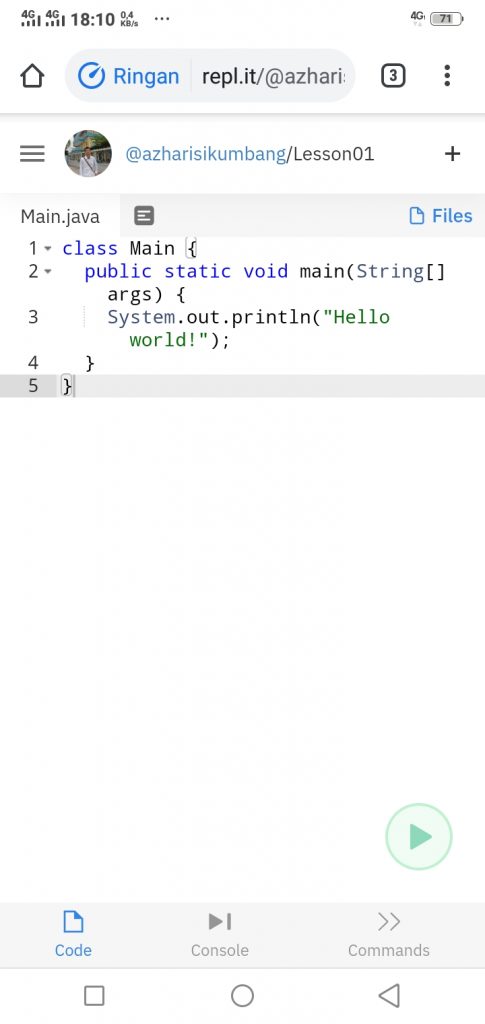 4G 4G 18:10 0,4 KB/s ... 4G 71
Ringan repl.it/@azhari 3
@azharisikumbang/Lesson01 +
Main.java Files
1 class Main {
2 public static void main(String[]
args) {
3 System.out.println("Hello
world!");
4 }
5 }
Code Console Commands